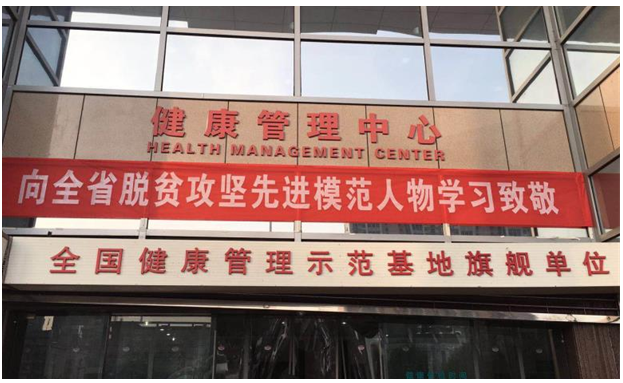 健康管理中心
HEALTH MANAGEMENT CENTER
向全省脱贫攻坚先进模范人物学习致敬
全国健康管理示范基地旗舰单位